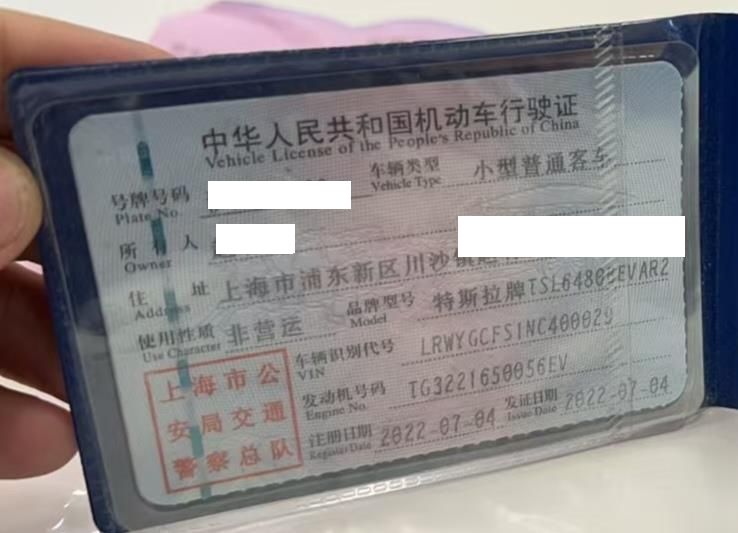 中华人民共和国机动车行驶证
Vehicle License of the People's Republic of China
号牌号码 Plate No.
车辆类型 Vehicle Type 小型普通客车
所有人 Owner
住址 Address 上海市浦东新区川沙镇
使用性质 Use Character 非营运
品牌型号 Model 特斯拉牌TSL6480BEVAR2
车辆识别代号 VIN LRWYGCFS1NC400029
发动机号码 Engine No. TG3221650056EV
注册日期 Register Date 2022-07-04
发证日期 Issue Date 2022-07-04
上海市公
安局交通
警察总队